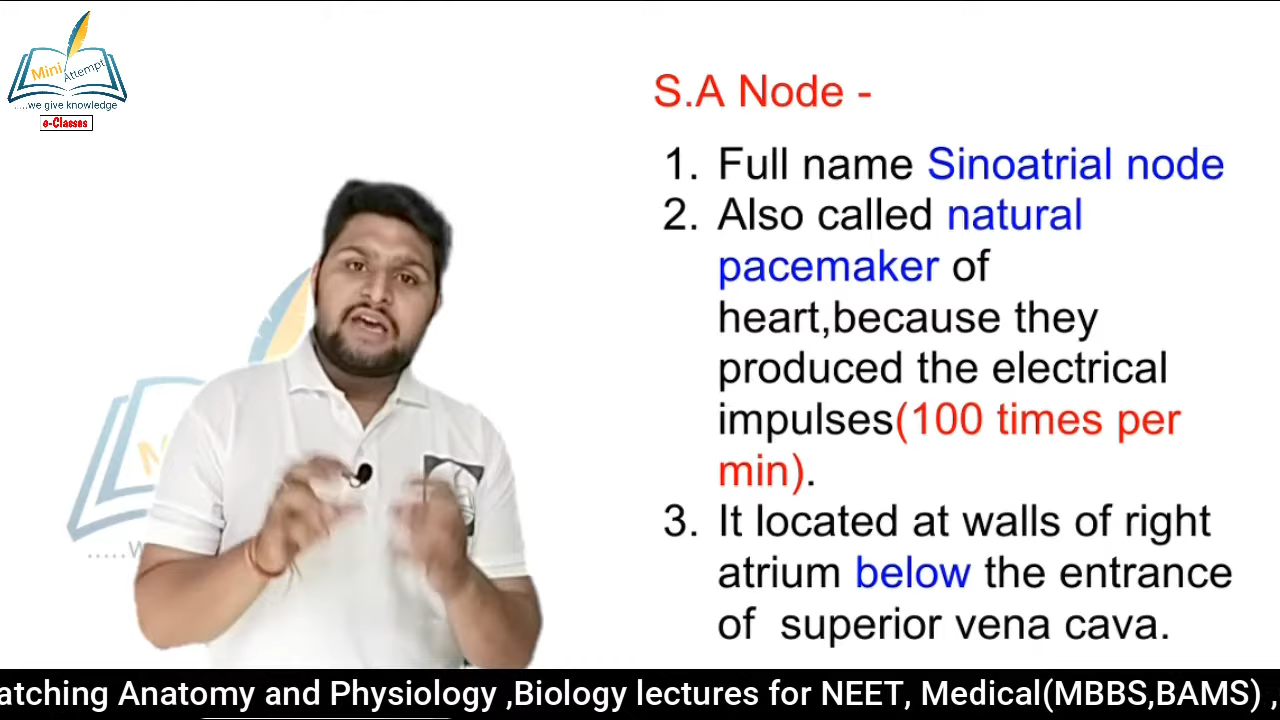 Mini
Attempt
.....we give knowledge
e-Classes
S.A Node -
1. Full name Sinoatrial node
2. Also called natural
pacemaker of
heart,because they
produced the electrical
impulses(100 times per
min).
3. It located at walls of right
atrium below the entrance
of superior vena cava.
atching Anatomy and Physiology ,Biology lectures for NEET, Medical(MBBS,BAMS) ,